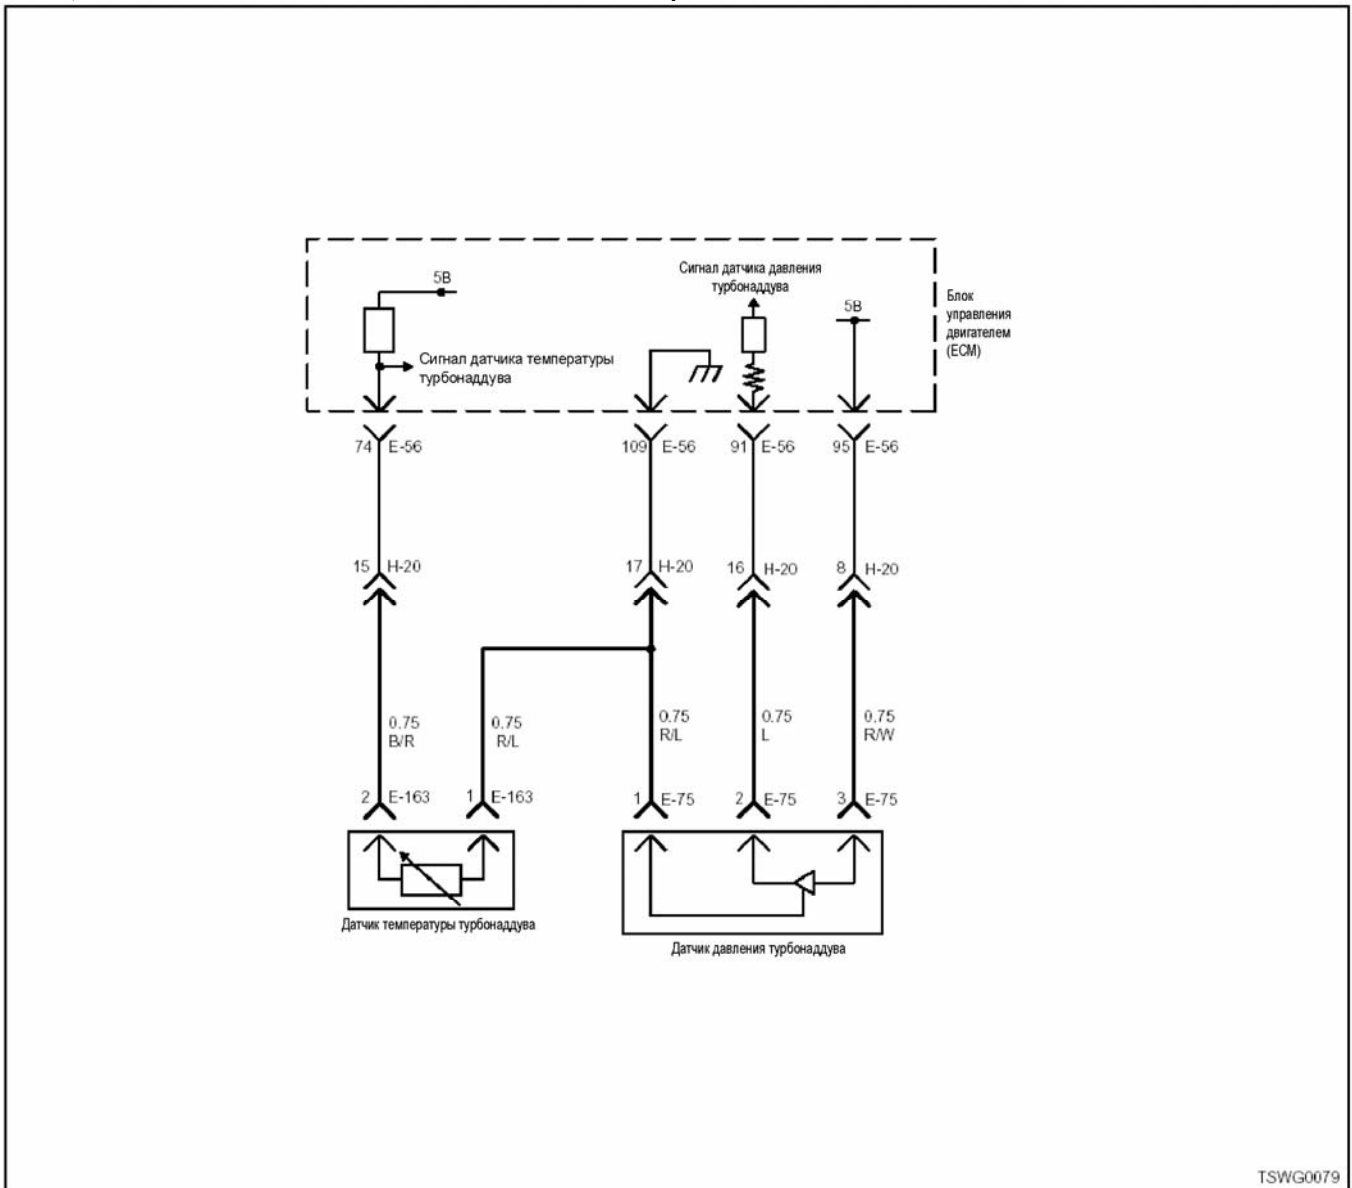 5В
Сигнал датчика давления
турбонаддува
5В
Блок
управления
двигателем
(ECM)
Сигнал датчика температуры
турбонаддува
74 E-56
109 E-56
91 E-56
95 E-56
15 H-20
17 H-20
16 H-20
8 H-20
0.75
B/R
0.75
R/L
0.75
R/L
0.75
L
0.75
R/W
2 E-163
1 E-163
1 E-75
2 E-75
3 E-75
Датчик температуры турбонаддува
Датчик давления турбонаддува
TSWG0079